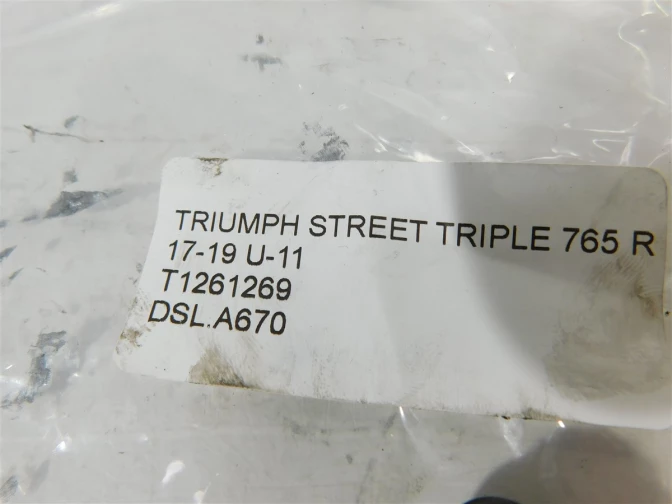 TRIUMPH STREET TRIPLE 765 R
17-19 U-11
T1261269
DSL.A670